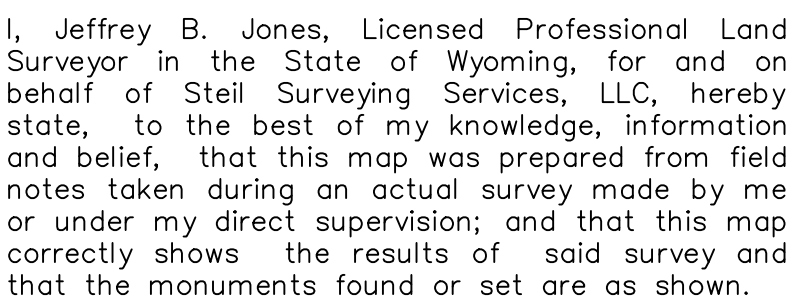 I, Jeffrey B. Jones, Licensed Professional Land
Surveyor in the State of Wyoming, for and on
behalf of Steil Surveying Services, LLC, hereby
state, to the best of my knowledge, information
and belief, that this map was prepared from field
notes taken during an actual survey made by me
or under my direct supervision; and that this map
correctly shows the results of said survey and
that the monuments found or set are as shown.